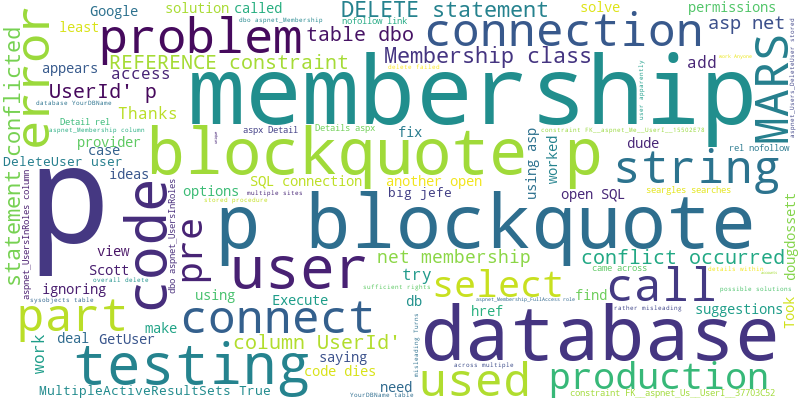 Google
solution called
DELETE statement
solve
permissions
dbo aspnet_Membership
nofollow link
least
problem
table dbo
connection
asp net
appears
REFERENCE constraint
Membership class
add
access
UserId' p
membership
MARS
error
statement conflicted
database YourDBName
delete failed
user apparently
aspnet_Users_DeleteUser stored
Detail rel
Thanks
aspnet_Membership column
aspx Detail
Details aspx
constraint FK__aspnet_Me__UserI__15502E78
provider
fix
dude
rel nofollow
case
blockquote p
using asp
worked
string
DeleteUser user
ideas
SQL connection
another open
seargles searches
options
multiple sites
big jefe
open SQL
stored procedure
p
code
pre
p blockquote
aspnet_UsersInRoles column
dbo aspnet_UsersInRoles
dougdossett
view
Scott
net membership
conflict occurred
overall delete
user
try
came across
details within
ignoring
sufficient rights
select
call
possible solutions
sysobjects table
using
Execute
db
aspnet_Membership_FullAccess role
find
rather misleading
suggestions
Took
part
make
connect
href
database
deal
GetUser
column UserId'
misleading Turns
work
testing
saying
code dies
across multiple
used
production
MultipleActiveResultSets True
need
YourDBName table
constraint FK__aspnet_Us__UserI__37703C52